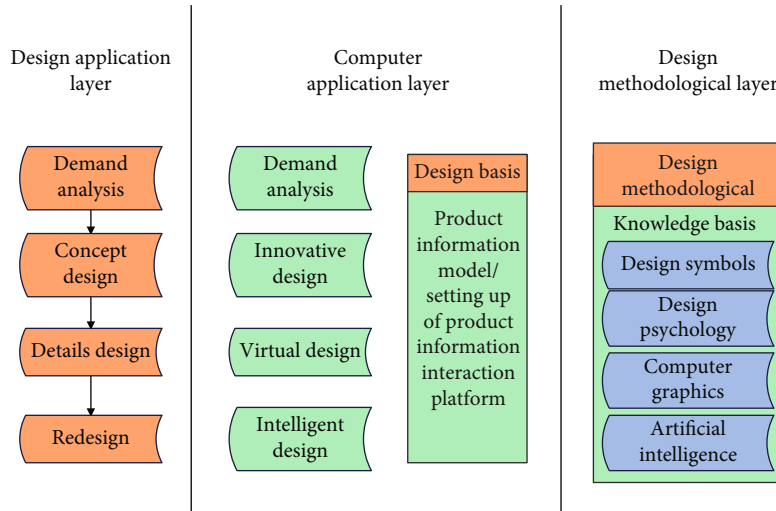 Design application
layer
Demand
analysis
Concept
design
Details design
Redesign
Computer
application layer
Demand
analysis
Innovative
design
Virtual design
Intelligent
design
Design basis
Product
information
model/
setting up
of product
information
interaction
platform
Design
methodological layer
Design
methodological
Knowledge basis
Design symbols
Design
psychology
Computer
graphics
Artificial
intelligence